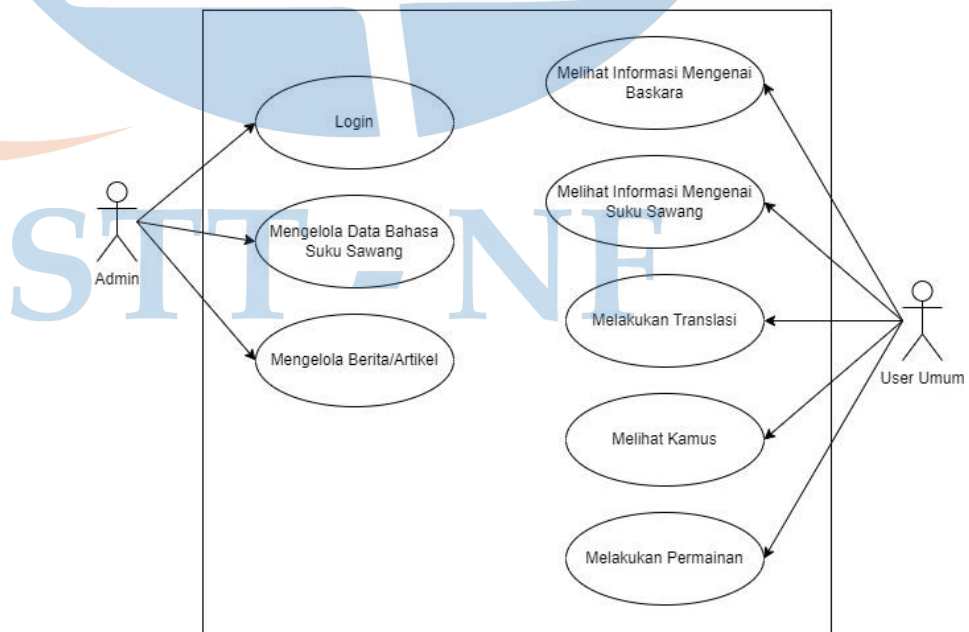 Melihat Informasi Mengenai
Baskara
Login
Melihat Informasi Mengenai
Suku Sawang
Mengelola Data Bahasa
Suku Sawang
Admin
STT - NF
Melakukan Translasi
Mengelola Berita/Artikel
User Umum
Melihat Kamus
Melakukan Permainan